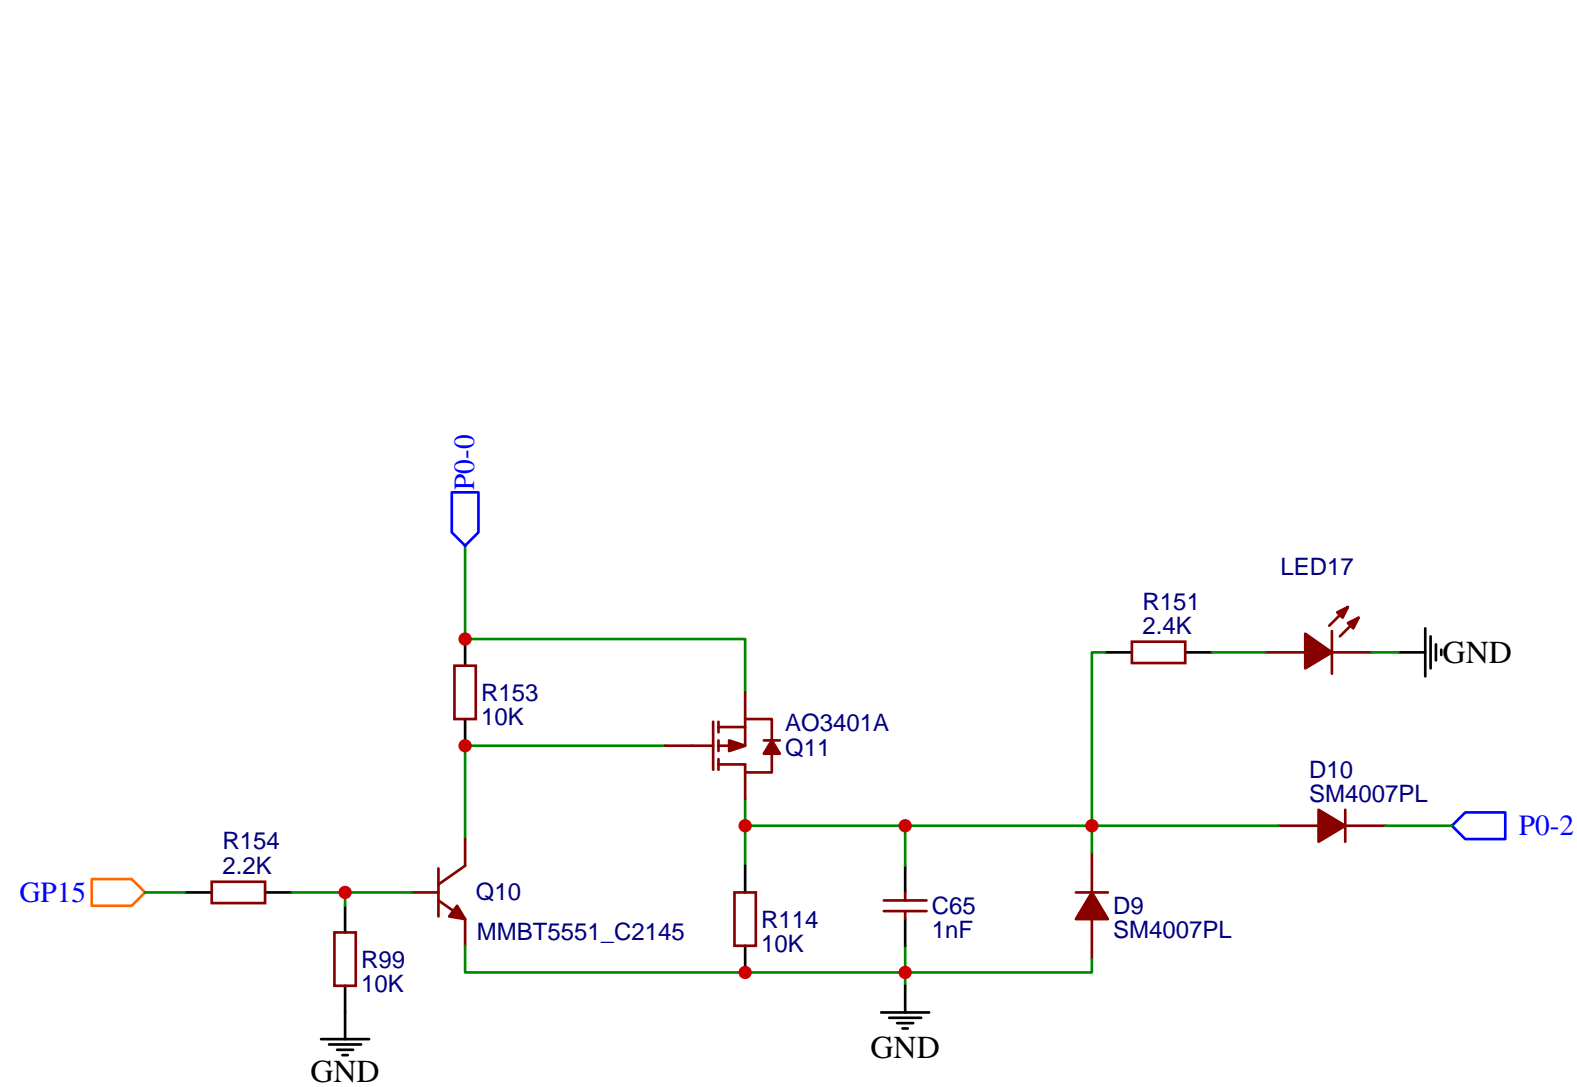 P0-0
LED17
R151
2.4K
GND
R153
10K
AO3401A
Q11
D10
SM4007PL
P0-2
R154
2.2K
GP15
Q10
MMBT5551_C2145
R114
10K
C65
1nF
D9
SM4007PL
R99
10K
GND
GND